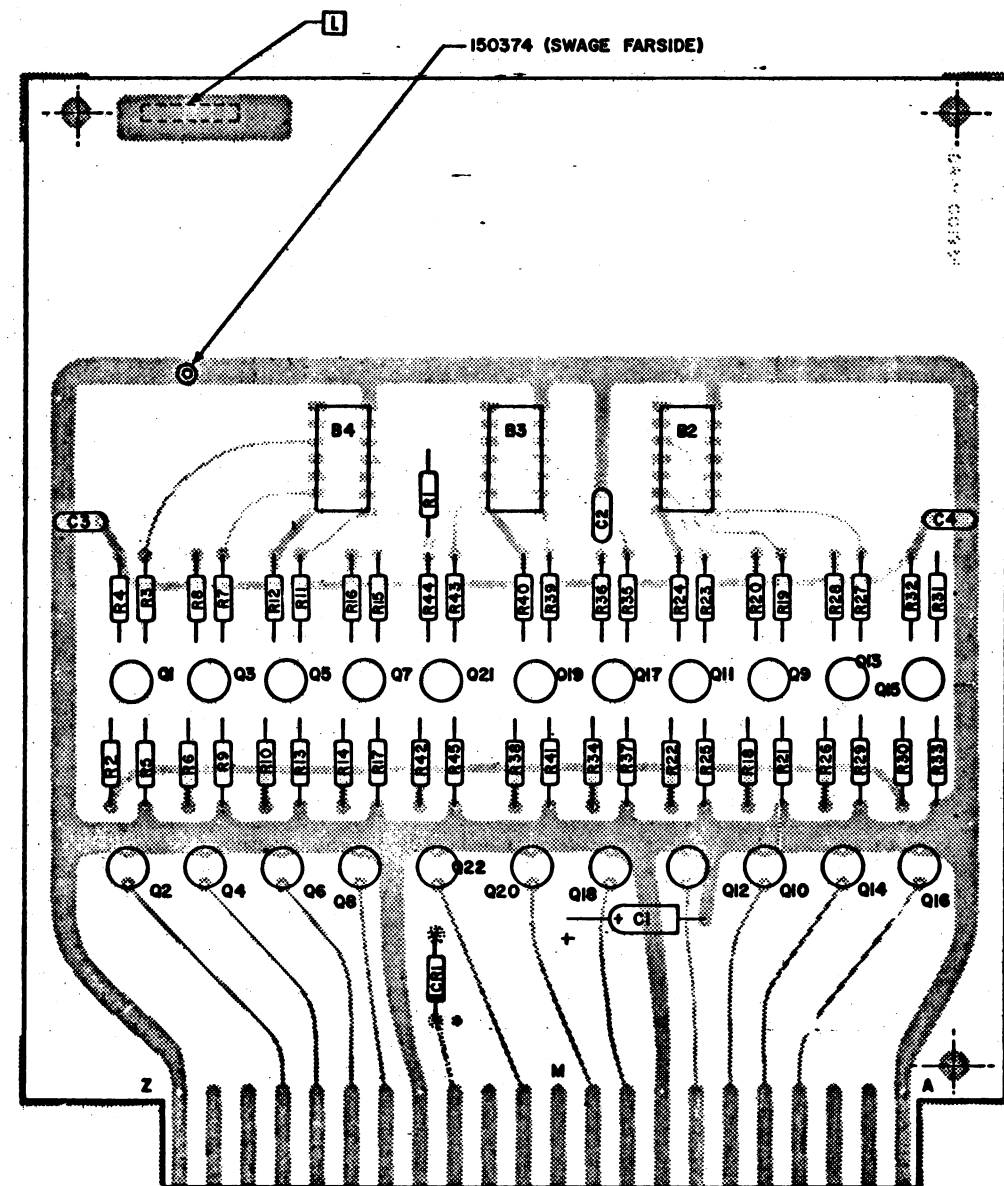 L
150374 (SWAGE FARSIDE)
B4 B3 B2
R1
C3 C2 C4
R4 R3 R8 R7 R12 R11 R16 R15 R44 R43 R40 R39 R36 R35 R24 R23 R20 R19 R28 R27 R32 R31
Q1 Q3 Q5 Q7 Q21 Q19 Q17 Q11 Q9 Q13 Q15
R2 R5 R6 R9 R10 R13 R14 R17 R42 R45 R38 R41 R34 R37 R22 R25 R18 R21 R26 R29 R30 R33
Q2 Q4 Q6 Q8 Q22 Q20 Q18 Q12 Q10 Q14 Q16
+ C1
+
CR1
Z M A